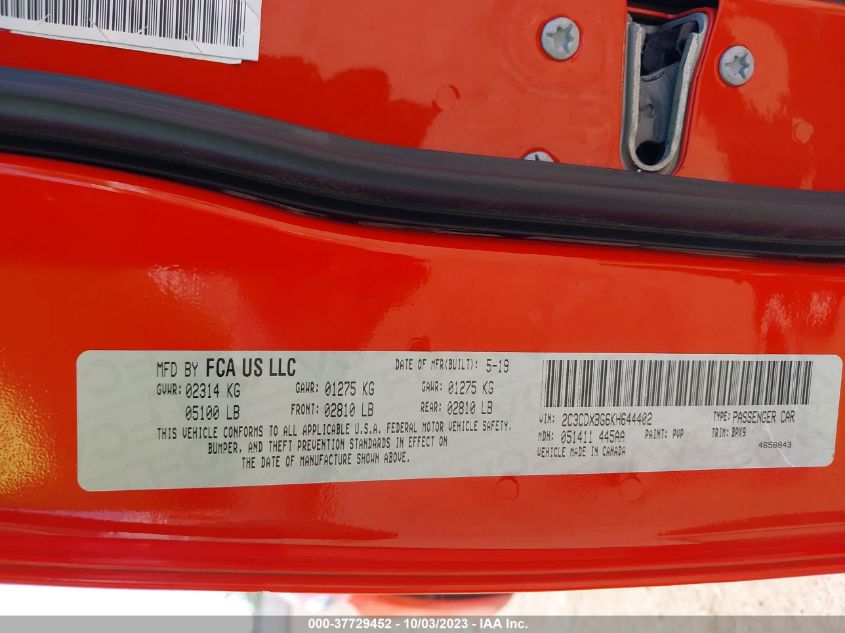 MFD BY FCA US LLC DATE OF MFR(BUILT): 5-19
GVWR: 02314 KG GAWR: 01275 KG GAWR: 01275 KG
05100 LB FRONT: 02810 LB REAR: 02810 LB
THIS VEHICLE CONFORMS TO ALL APPLICABLE U.S.A. FEDERAL MOTOR VEHICLE SAFETY,
BUMPER, AND THEFT PREVENTION STANDARDS IN EFFECT ON
THE DATE OF MANUFACTURE SHOWN ABOVE.
VIN: 2C3CDXBG6KH644402 TYPE: PASSENGER CAR
MDH: 051411 445AA PAINT: PVP TRIM: BPX9
VEHICLE MADE IN CANADA 4658843
000-37729452 - 10/03/2023 - IAA Inc.